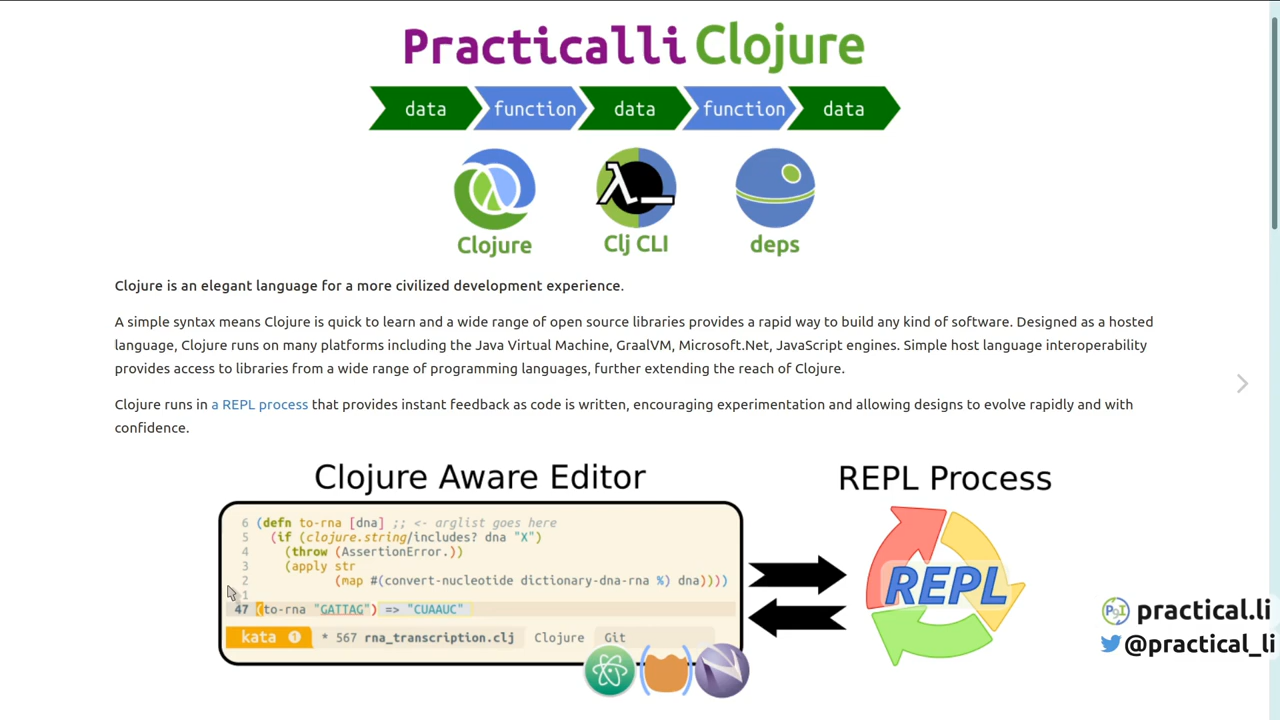 Practicalli Clojure
data function data function data
Clojure Clj CLI deps
Clojure is an elegant language for a more civilized development experience.
A simple syntax means Clojure is quick to learn and a wide range of open source libraries provides a rapid way to build any kind of software. Designed as a hosted
language, Clojure runs on many platforms including the Java Virtual Machine, GraalVM, Microsoft.Net, JavaScript engines. Simple host language interoperability
provides access to libraries from a wide range of programming languages, further extending the reach of Clojure.
Clojure runs in a REPL process that provides instant feedback as code is written, encouraging experimentation and allowing designs to evolve rapidly and with
confidence.
Clojure Aware Editor
6 (defn to-rna [dna] ;; <- arglist goes here
5 (if (clojure.string/includes? dna "X")
4 (throw (AssertionError.))
3 (apply str
2 (map #(convert-nucleotide dictionary-dna-rna %) dna))))
1
47 (to-rna "GATTAG") => "CUAAUC"
kata 1 * 567 rna_transcription.clj Clojure Git
REPL Process
REPL
practical.li
@practical_li